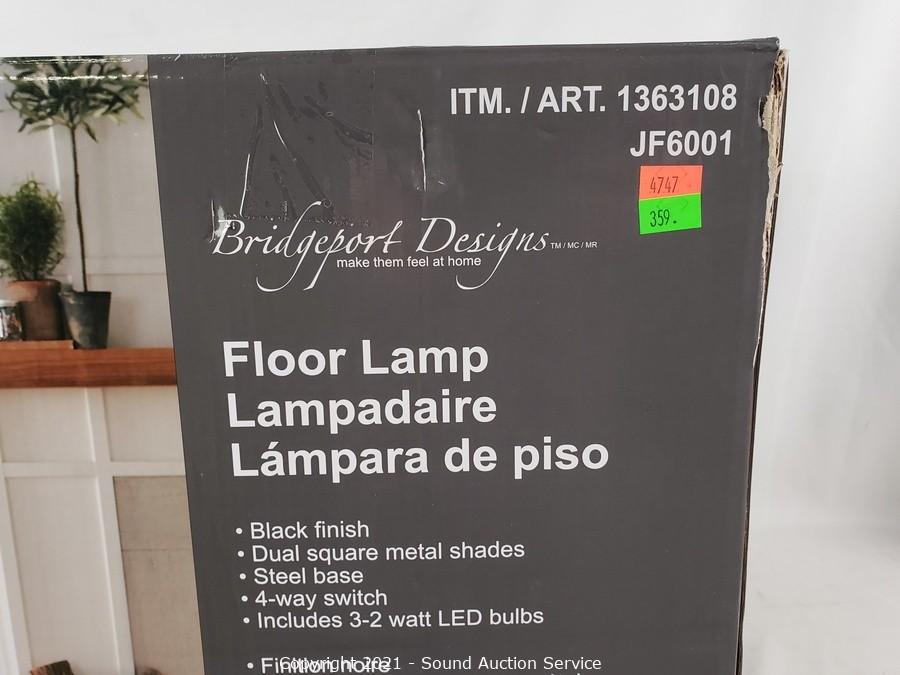 ITM. / ART. 1363108
JF6001
4747
359.
Bridgeport Designs TM / MC / MR
make them feel at home
Floor Lamp
Lampadaire
Lámpara de piso
• Black finish
• Dual square metal shades
• Steel base
• 4-way switch
• Includes 3-2 watt LED bulbs
• Finition noire
Copyright 2021 - Sound Auction Service